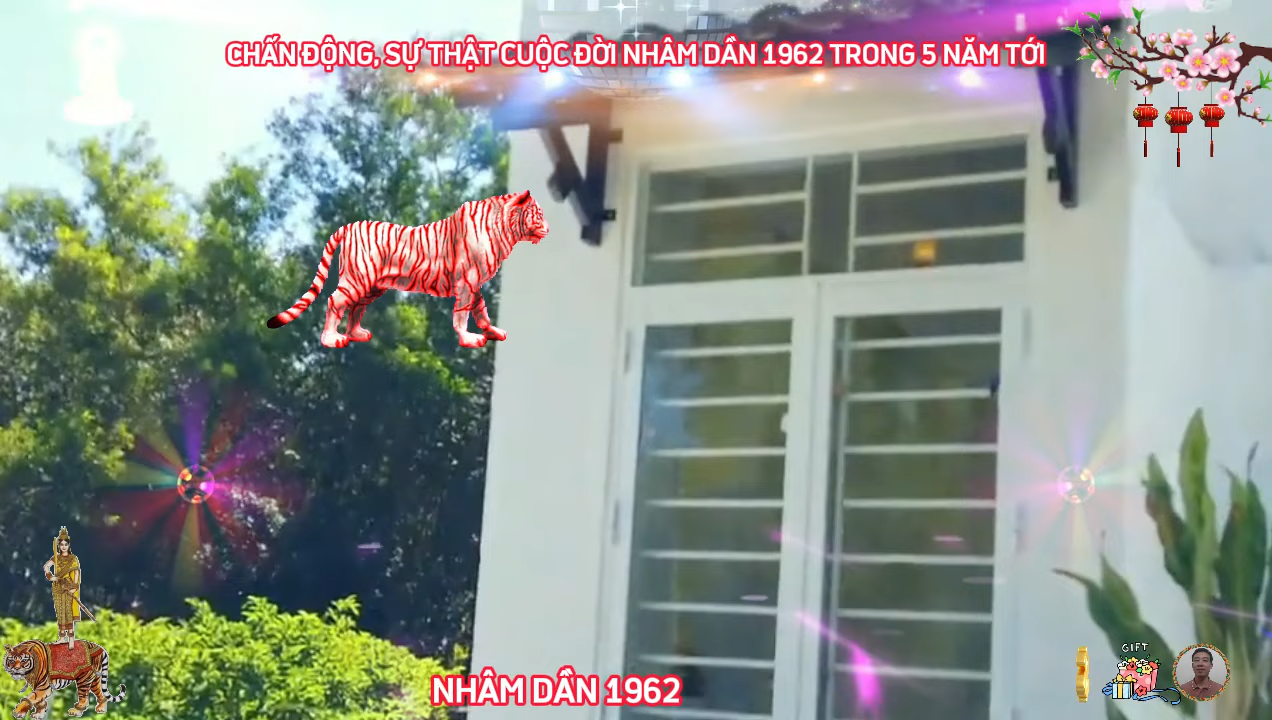 CHẤN ĐỘNG, SỰ THẬT CUỘC ĐỜI NHÂM DẦN 1962 TRONG 5 NĂM TỚI
GIFT
NHÂM DẦN 1962